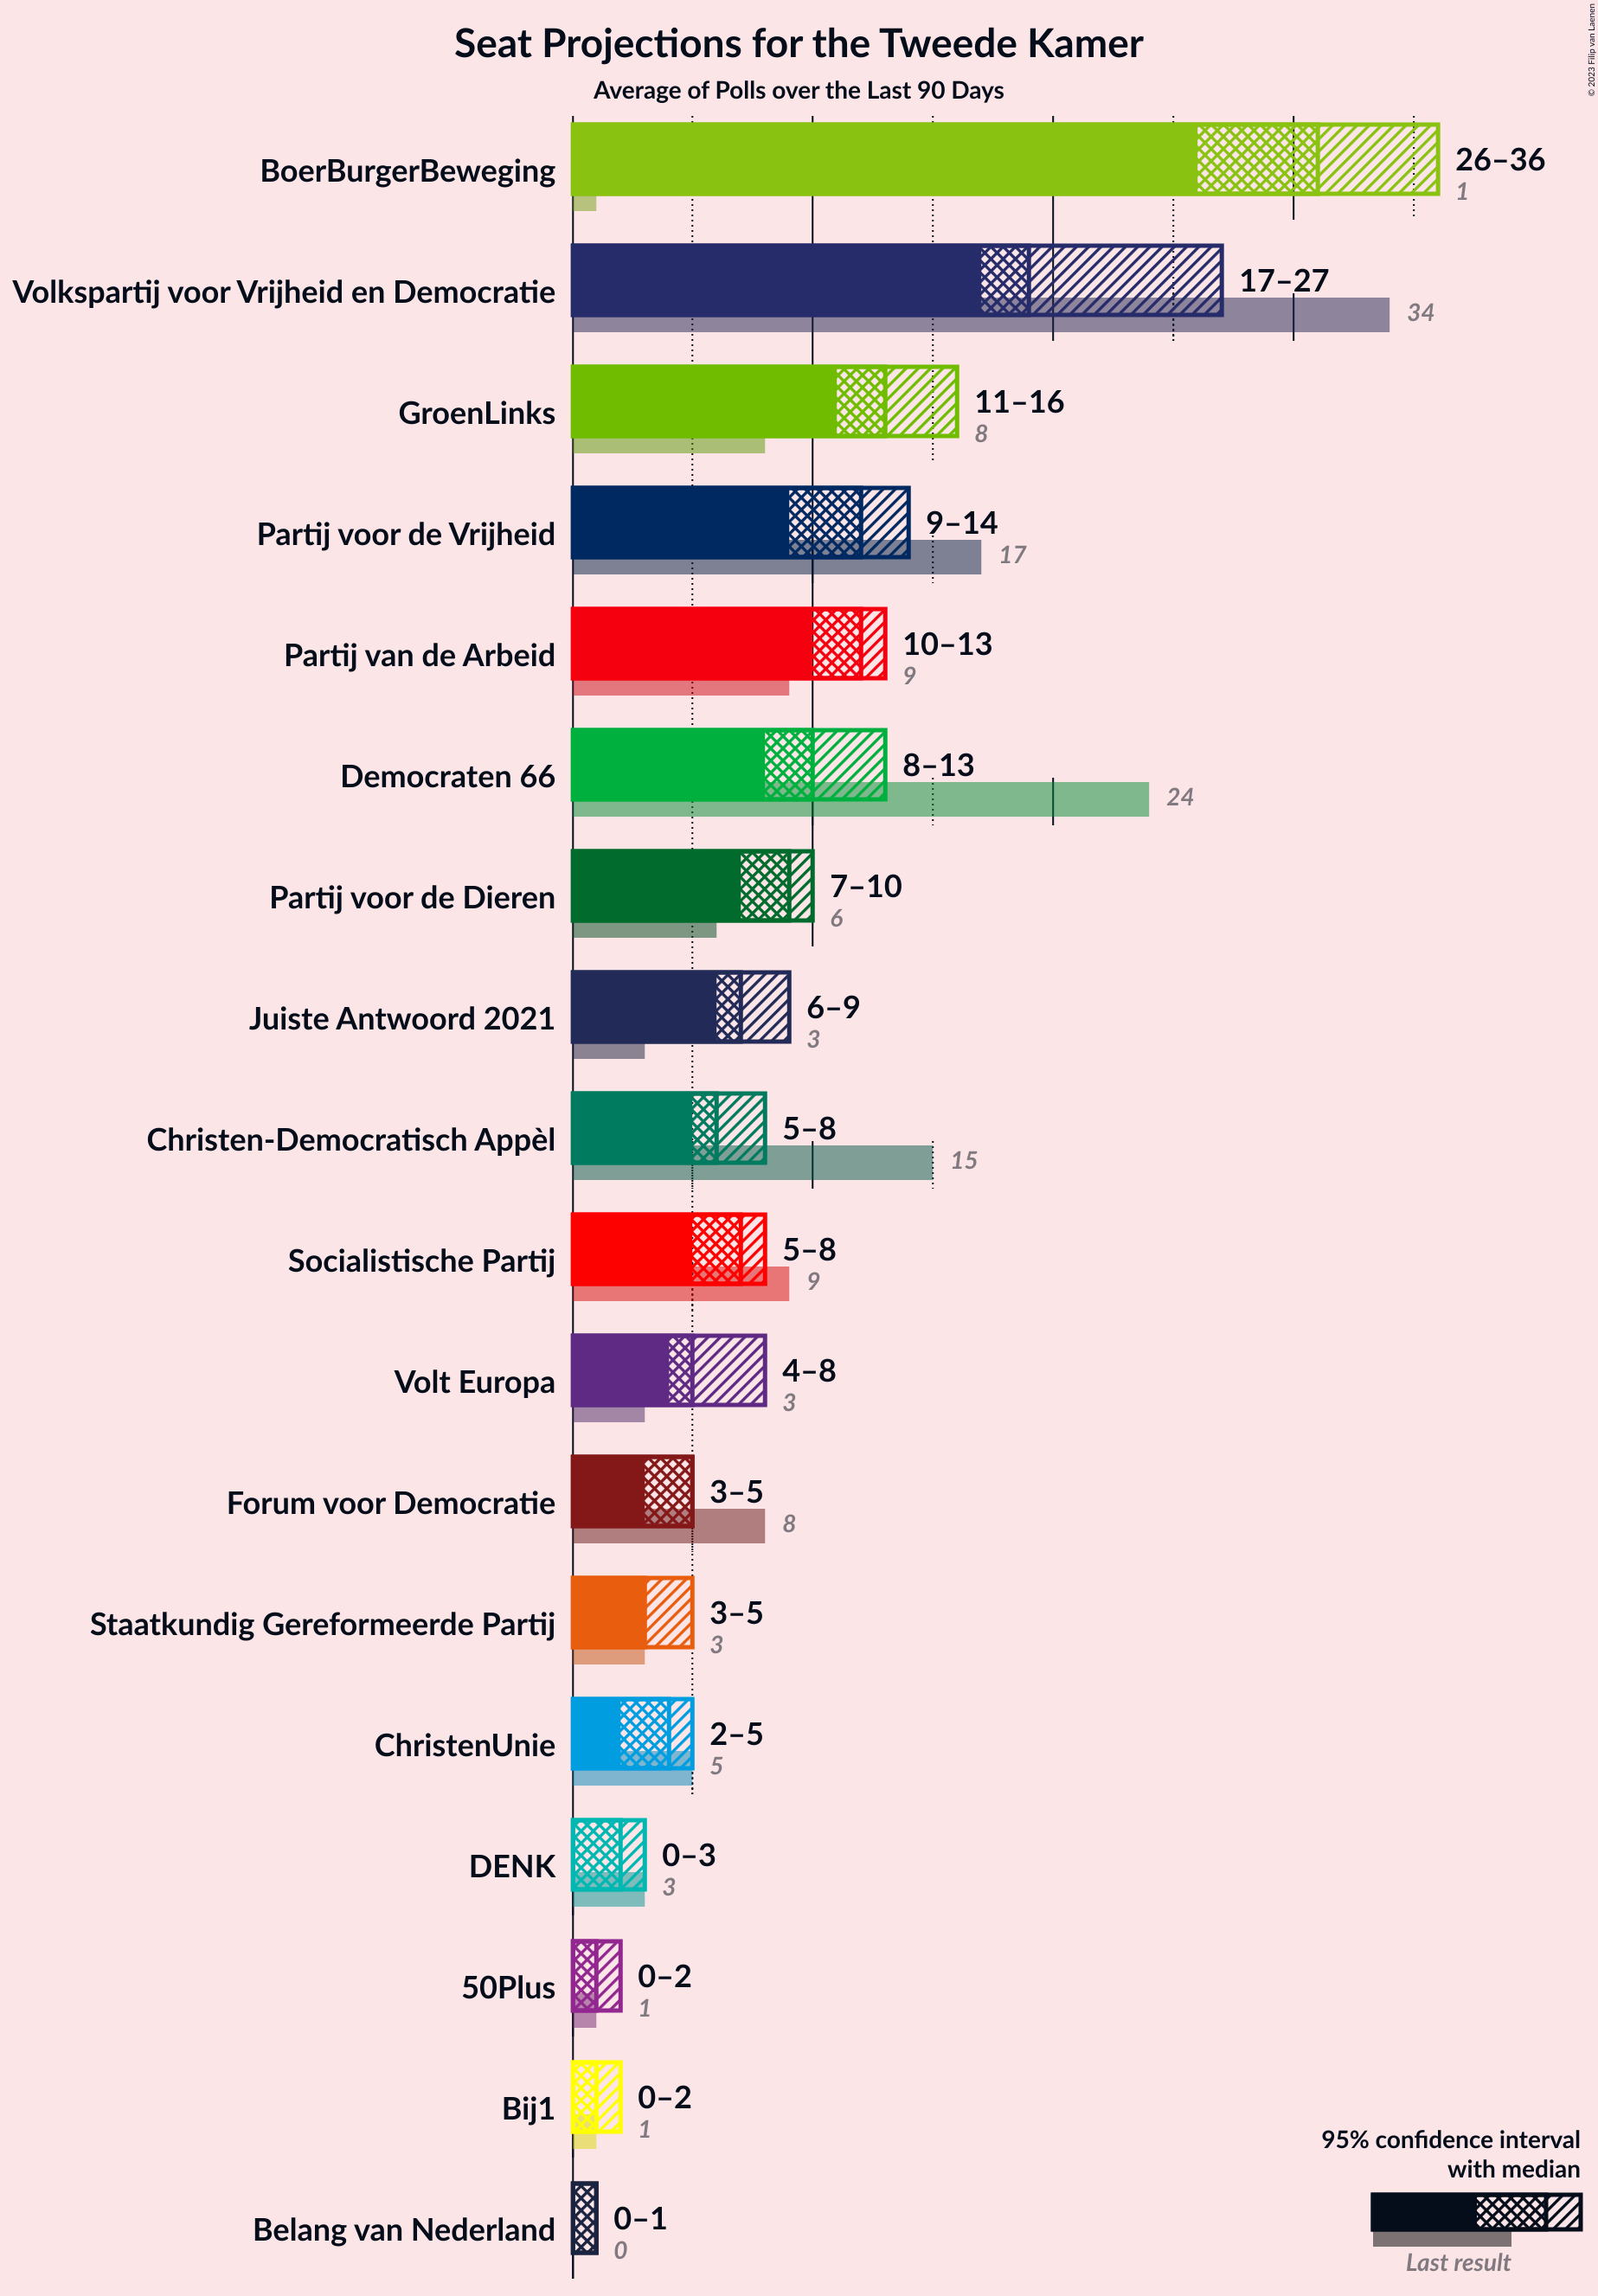 Seat Projections for the Tweede Kamer
Average of Polls over the Last 90 Days
© 2023 Filip van Laenen
BoerBurgerBeweging
26–36
1
Volkspartij voor Vrijheid en Democratie
17–27
34
GroenLinks
11–16
8
Partij voor de Vrijheid
9–14
17
Partij van de Arbeid
10–13
9
Democraten 66
8–13
24
Partij voor de Dieren
7–10
6
Juiste Antwoord 2021
6–9
3
Christen-Democratisch Appèl
5–8
15
Socialistische Partij
5–8
9
Volt Europa
4–8
3
Forum voor Democratie
3–5
8
Staatkundig Gereformeerde Partij
3–5
3
ChristenUnie
2–5
5
DENK
0–3
3
50Plus
0–2
1
Bij1
0–2
1
Belang van Nederland
0–1
0
95% confidence interval
with median
Last result